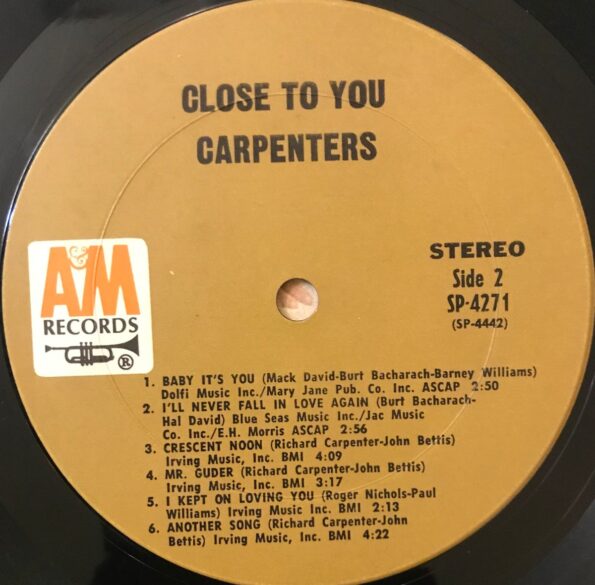 CLOSE TO YOU
CARPENTERS
A&M
RECORDS
®
STEREO
Side 2
SP-4271
(SP-4442)
1. BABY IT'S YOU (Mack David-Burt Bacharach-Barney Williams)
Dolfi Music Inc./Mary Jane Pub. Co. Inc. ASCAP 2:50
2. I'LL NEVER FALL IN LOVE AGAIN (Burt Bacharach-
Hal David) Blue Seas Music Inc./Jac Music
Co. Inc./E.H. Morris ASCAP 2:56
3. CRESCENT NOON (Richard Carpenter-John Bettis)
Irving Music, Inc. BMI 4:09
4. MR. GUDER (Richard Carpenter-John Bettis)
Irving Music, Inc. BMI 3:17
5. I KEPT ON LOVING YOU (Roger Nichols-Paul
Williams) Irving Music Inc. BMI 2:13
6. ANOTHER SONG (Richard Carpenter-John
Bettis) Irving Music, Inc. BMI 4:22